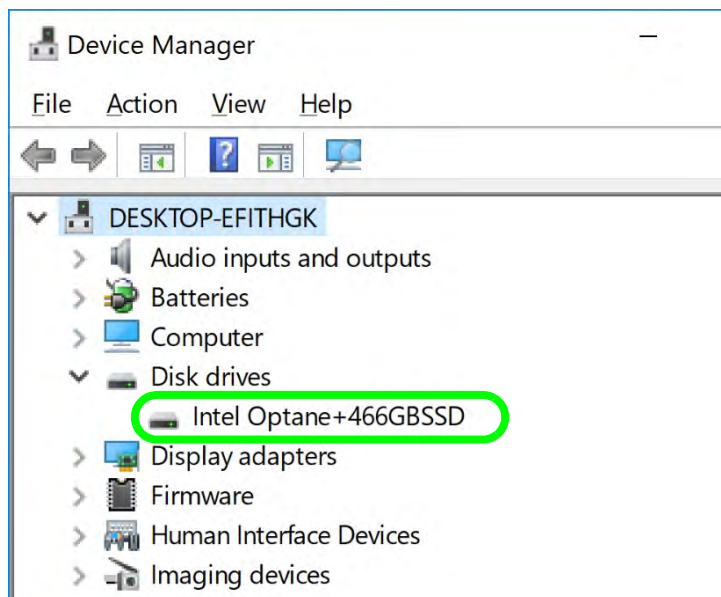 Device Manager
File Action View Help
?
DESKTOP-EFITHGK
Audio inputs and outputs
Batteries
Computer
Disk drives
Intel Optane+466GBSSD
Display adapters
Firmware
Human Interface Devices
Imaging devices